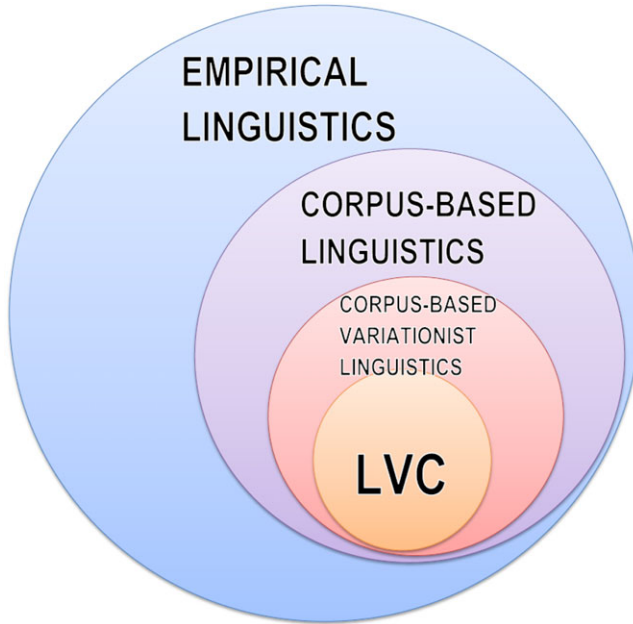 EMPIRICAL
LINGUISTICS
CORPUS-BASED
LINGUISTICS
CORPUS-BASED
VARIATIONIST
LINGUISTICS
LVC